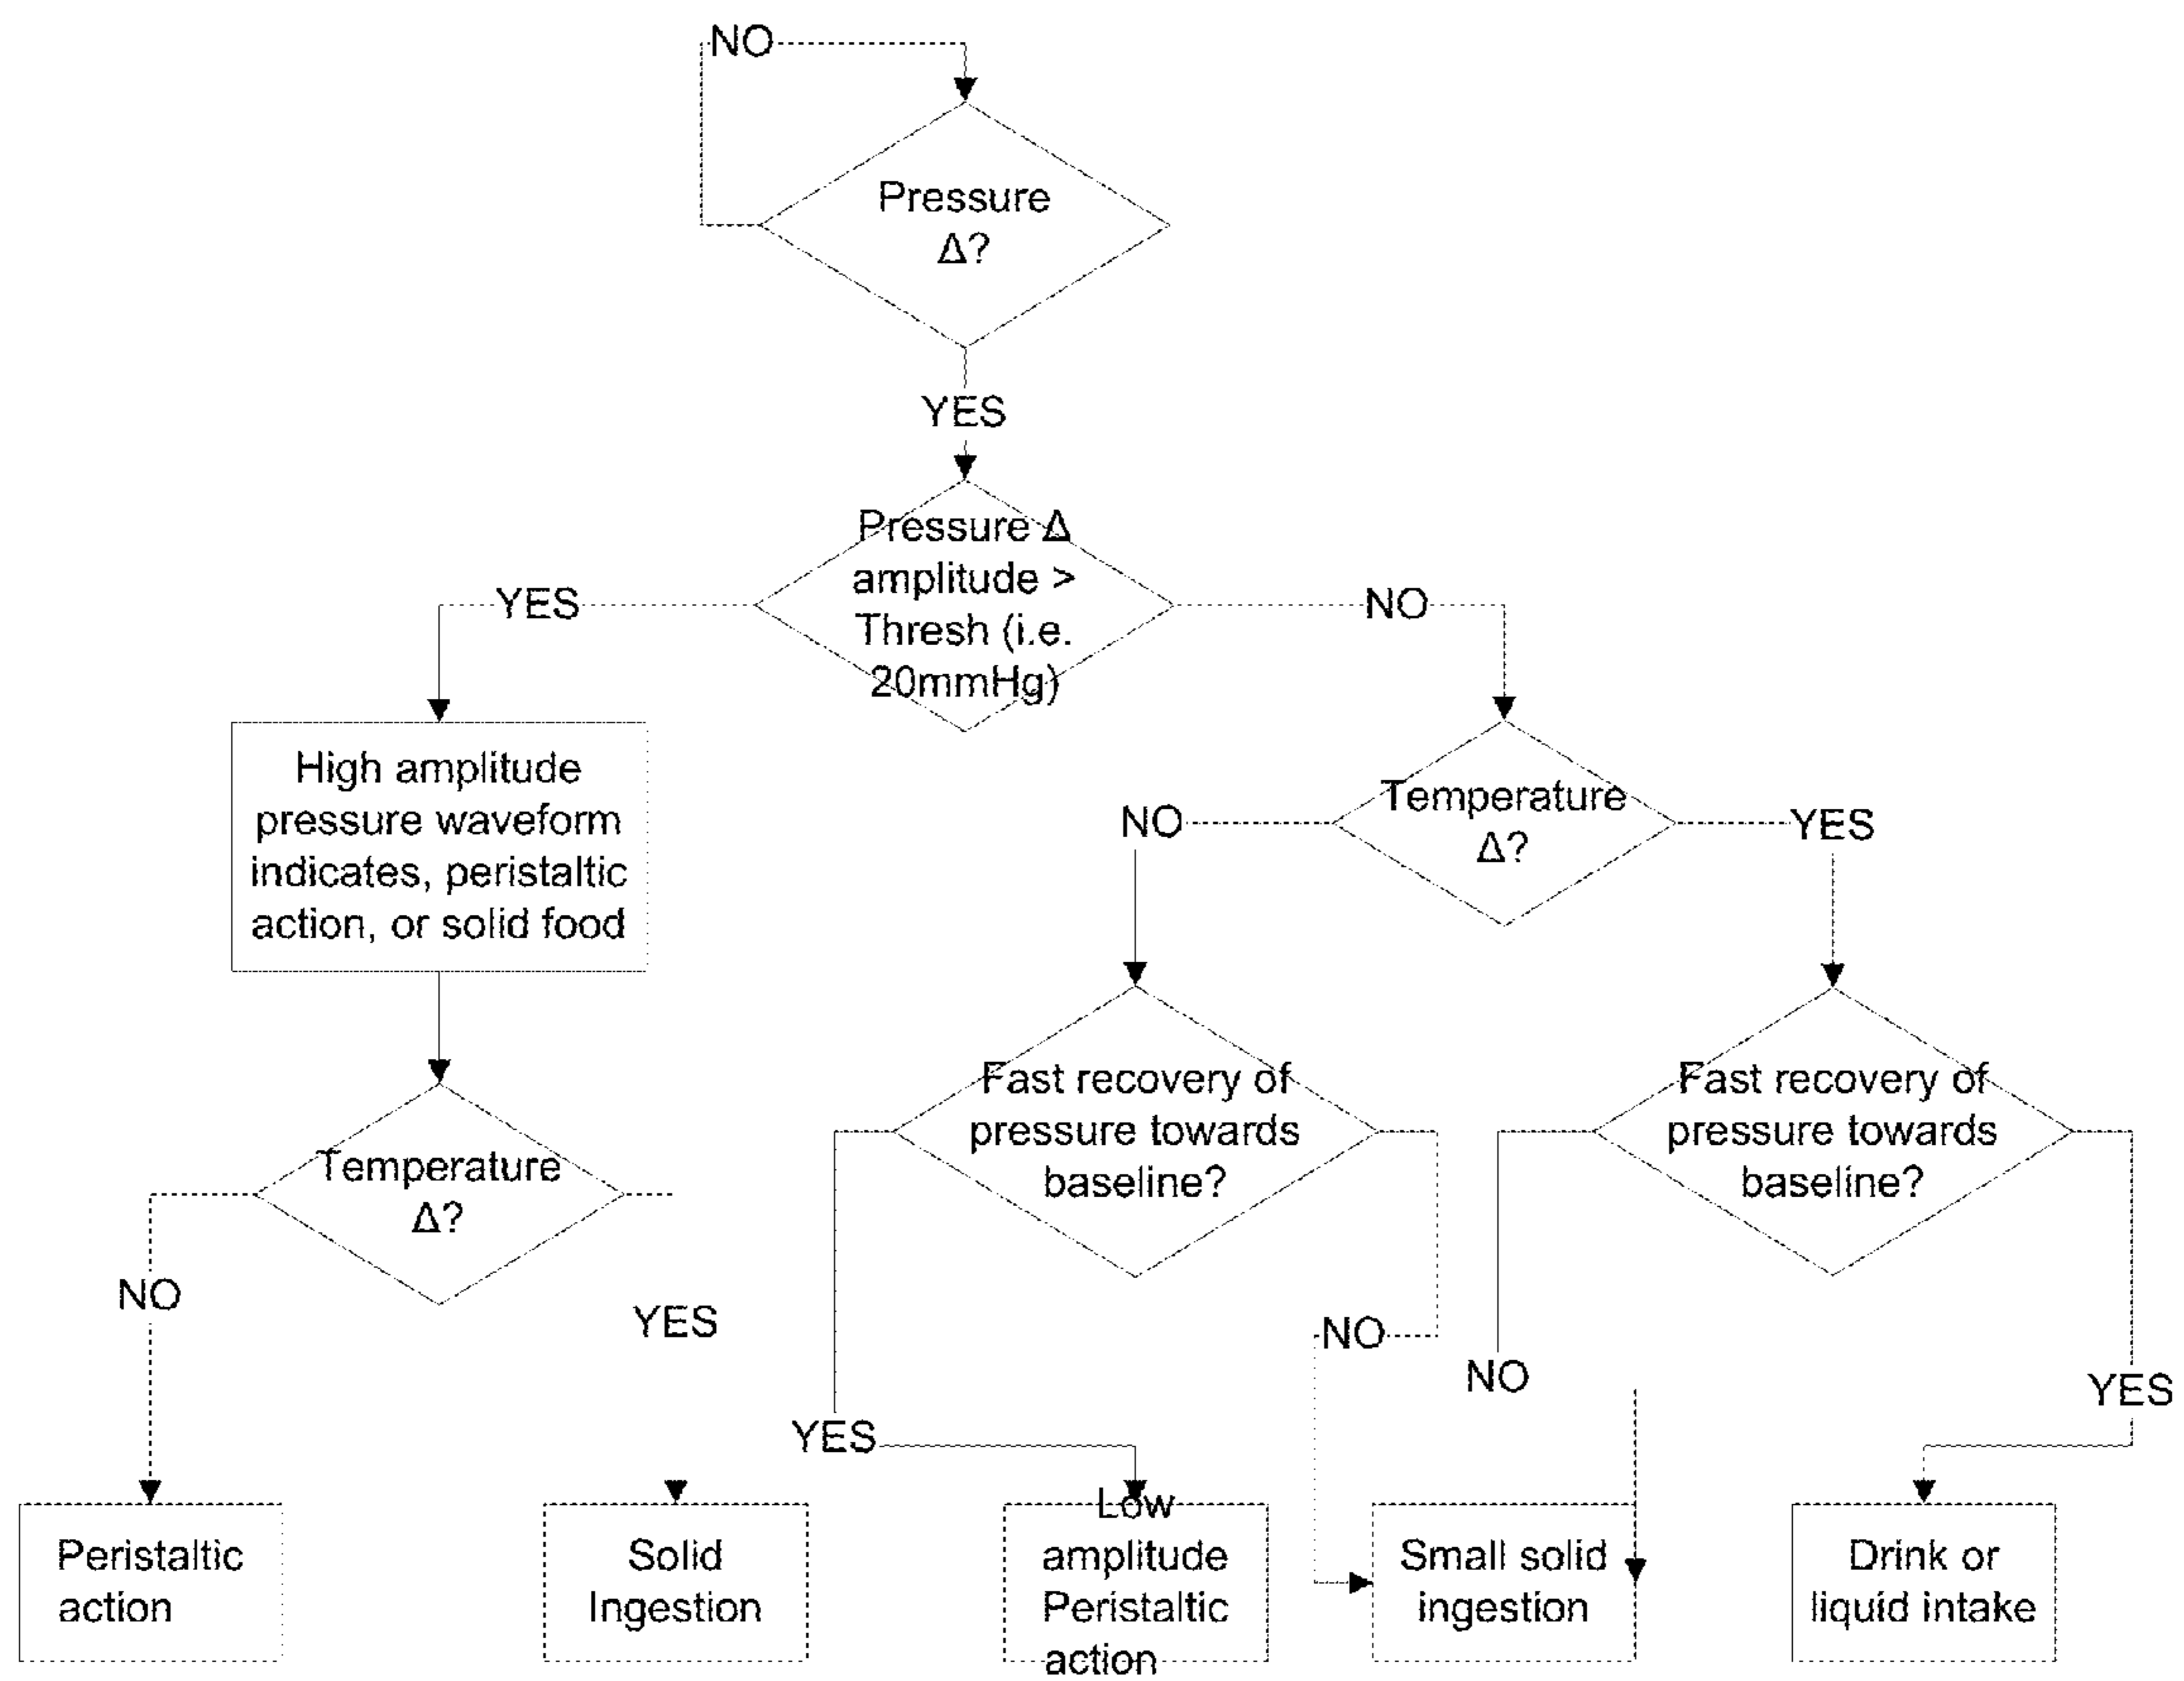 NO
Pressure
Δ?
YES
Pressure Δ
amplitude >
Thresh (i.e.
20mmHg)
YES
NO
High amplitude
pressure waveform
indicates, peristaltic
action, or solid food
Temperature
Δ?
NO
YES
Fast recovery of
pressure towards
baseline?
Fast recovery of
pressure towards
baseline?
Temperature
Δ?
NO
YES
NO
NO
YES
YES
Peristaltic
action
Solid
Ingestion
Low
amplitude
Peristaltic
action
Small solid
ingestion
Drink or
liquid intake